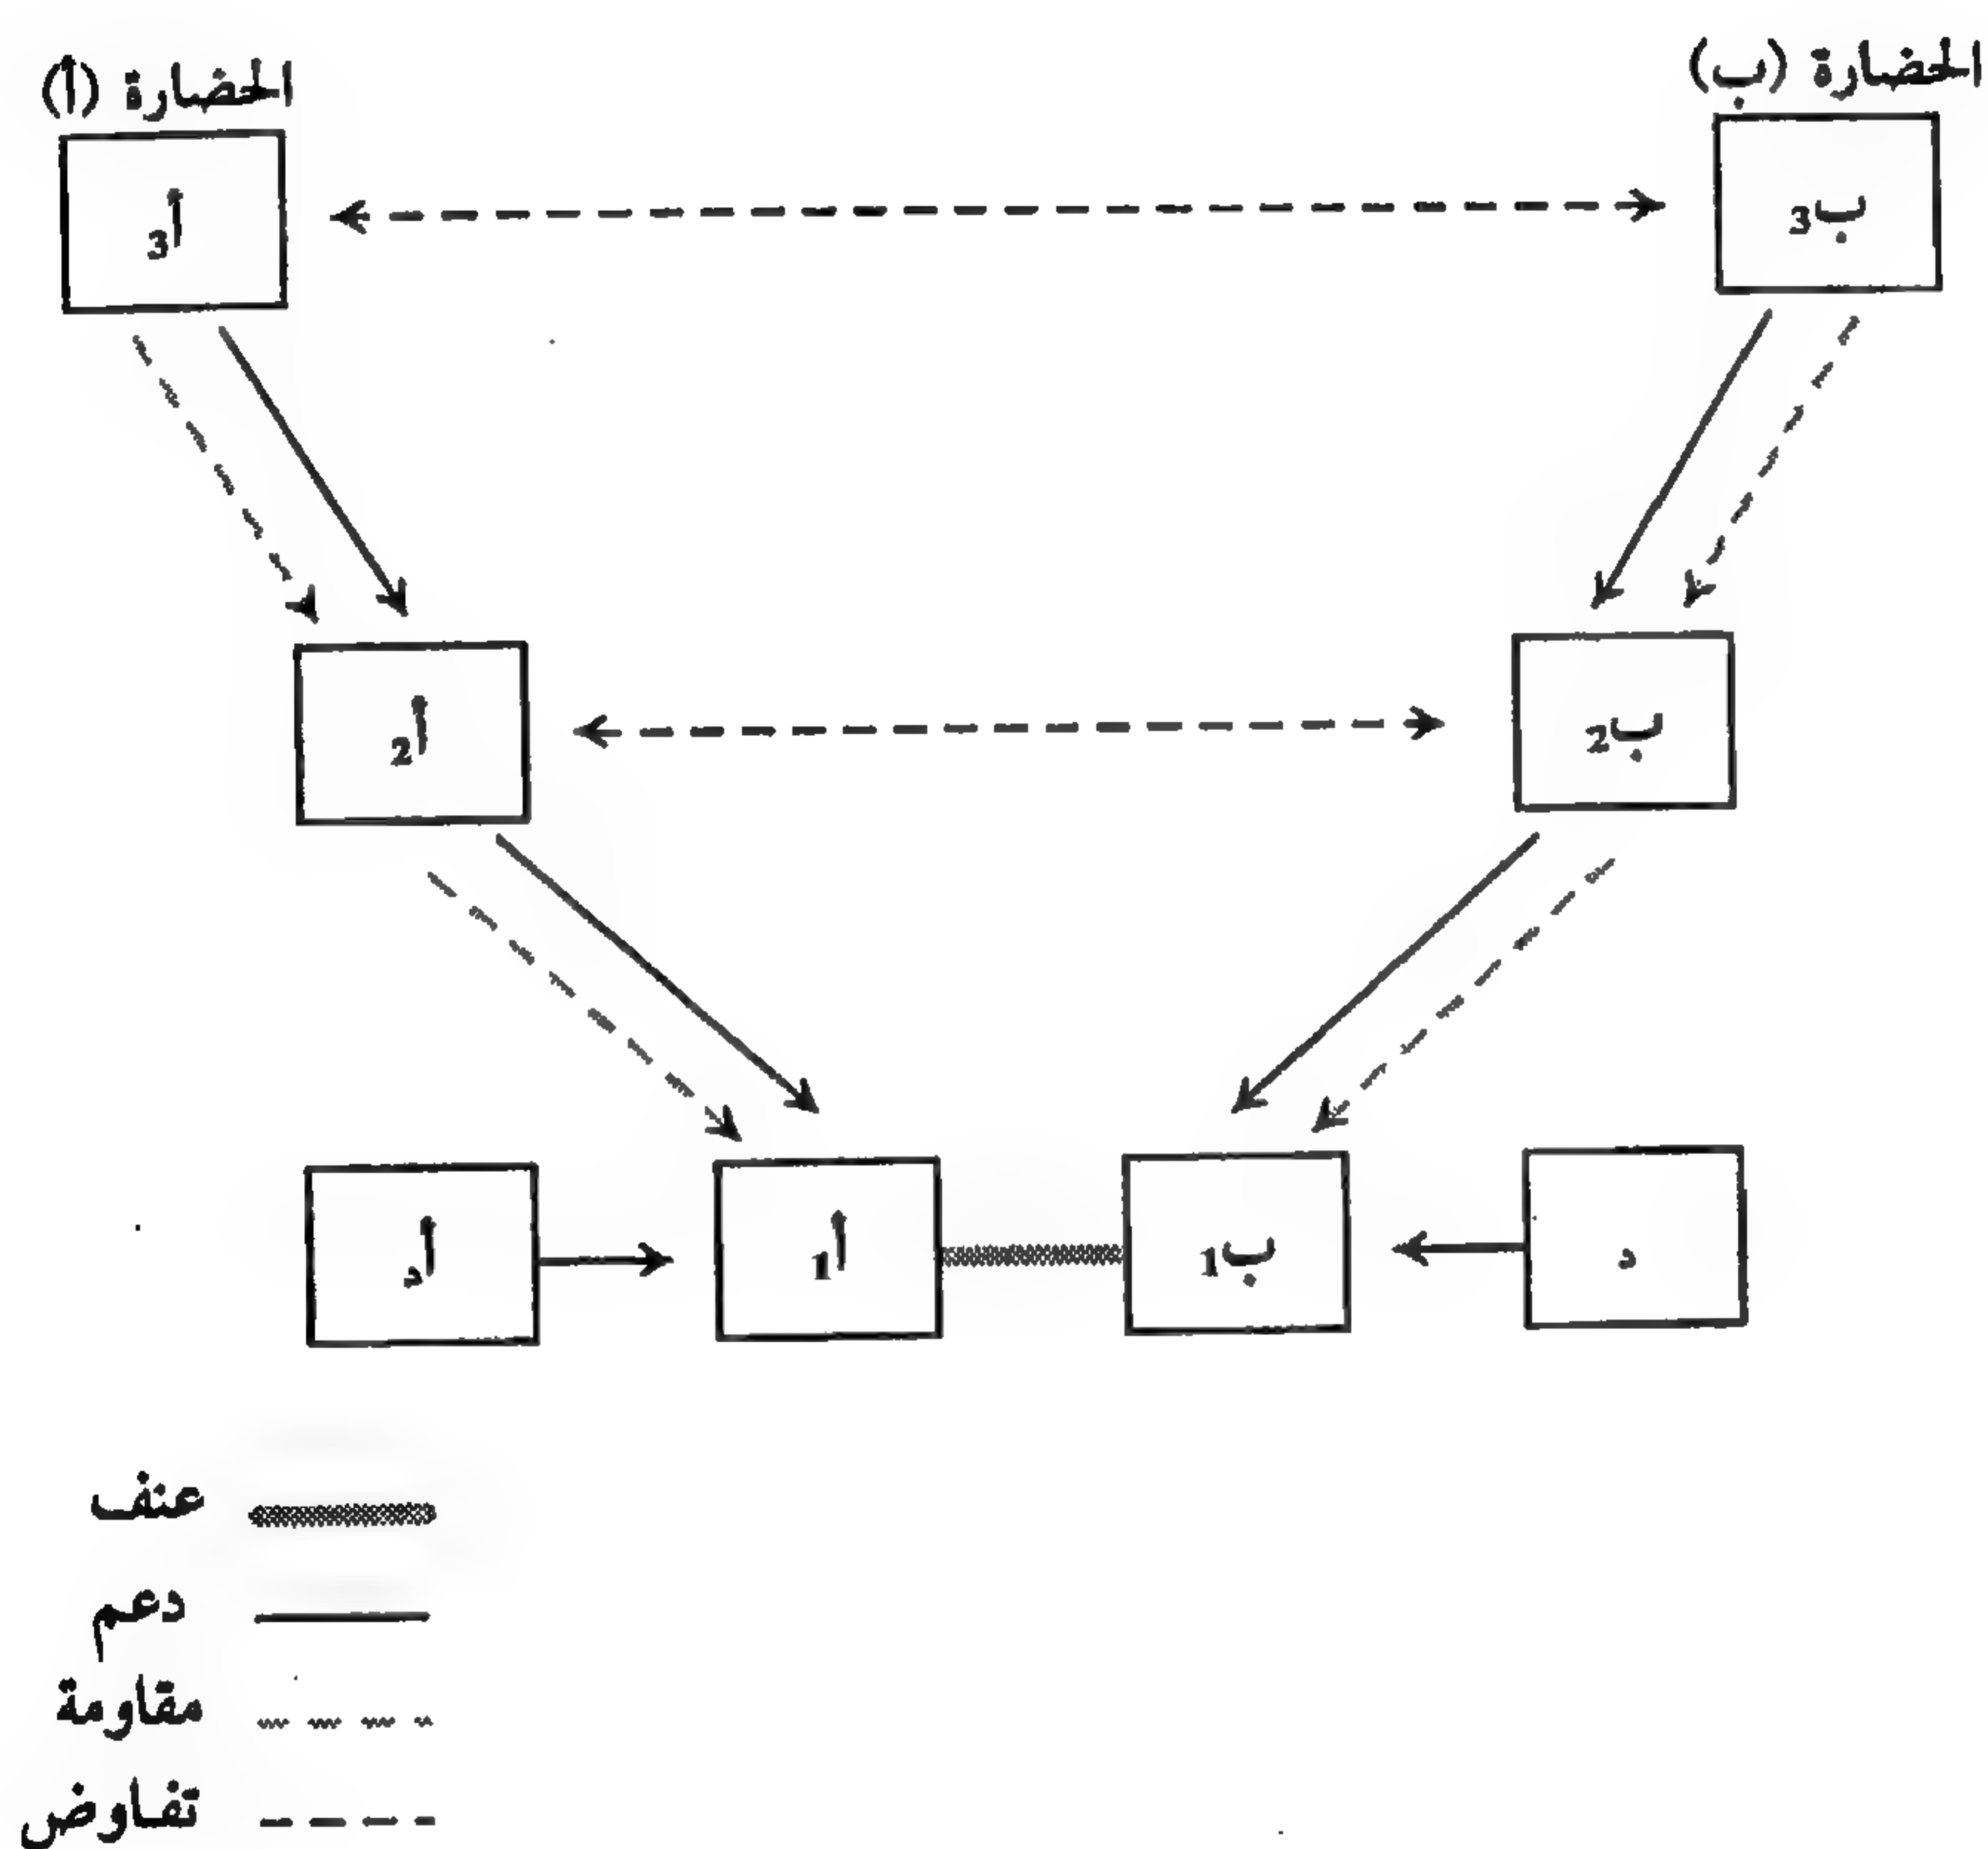 الحضارة (ب)
الحضارة (أ)
ب3
أ3
ب2
أ2
د
ب1
أ1
أد
عنف
دعم
مقاومة
تفاوض